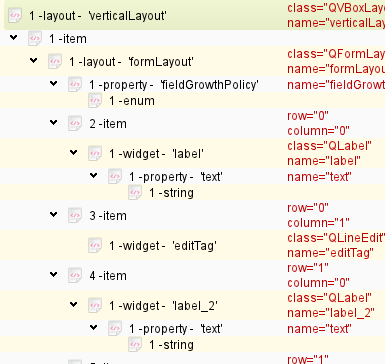 1 -layout - 'verticalLayout' class="QVBoxLay
name="verticalL
1 -item
1 -layout - 'formLayout' class="QFormLay
name="formLayou
1 -property - 'fieldGrowthPolicy' name="fieldGrowt
1 -enum
2 -item row="0"
column="0"
1 -widget - 'label' class="QLabel"
name="label"
1 -property - 'text' name="text"
1 -string
3 -item row="0"
column="1"
1 -widget - 'editTag' class="QLineEdit"
name="editTag"
4 -item row="1"
column="0"
1 -widget - 'label_2' class="QLabel"
name="label_2"
1 -property - 'text' name="text"
1 -string
row="1"